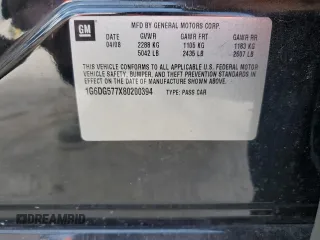 GM
MFD BY GENERAL MOTORS CORP
DATE GVWR GAWR FRT GAWR RR
04/08 2288 KG 1105 KG 1183 KG
5042 LB 2435 LB 2607 LB
THIS VEHICLE CONFORMS TO ALL APPLICABLE U.S. FEDERAL MOTOR
VEHICLE SAFETY, BUMPER, AND THEFT PREVENTION STANDARDS IN
EFFECT ON THE DATE OF MANUFACTURE SHOWN ABOVE.
1G6DG577X80200394 TYPE: PASS CAR
DREAMRID